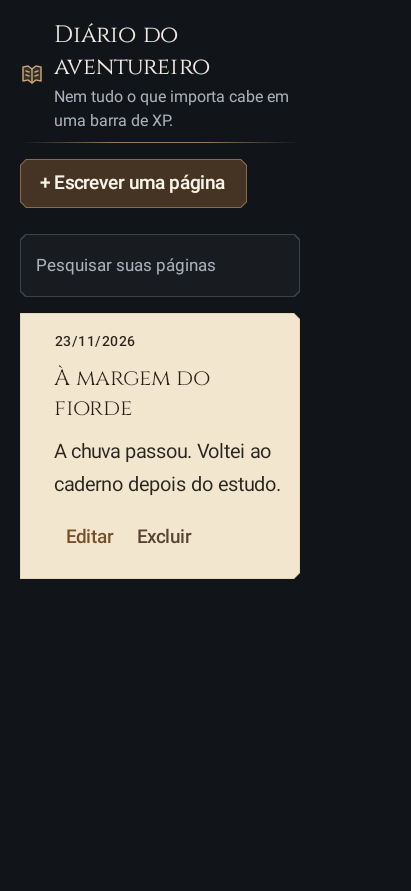 Diário do
aventureiro
Nem tudo o que importa cabe em
uma barra de XP.
+ Escrever uma página
Pesquisar suas páginas
23/11/2026
À margem do
fiorde
A chuva passou. Voltei ao
caderno depois do estudo.
Editar Excluir